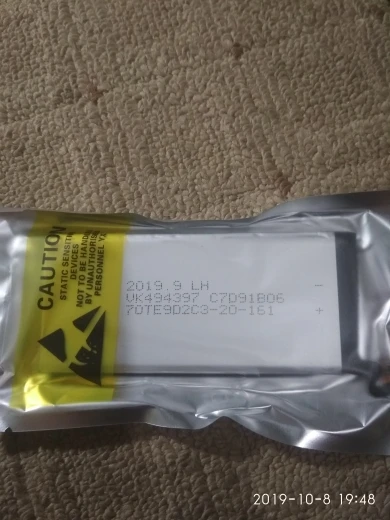 CAUTION
STATIC SENSITIVE
DEVICES
NOT TO BE HANDLED
BY UNAUTHORIZED
PERSONNEL
2019.9 LH -
VK494397 C7D91B06
70TE9D2C3-20-161 +
2019-10-8 19:48